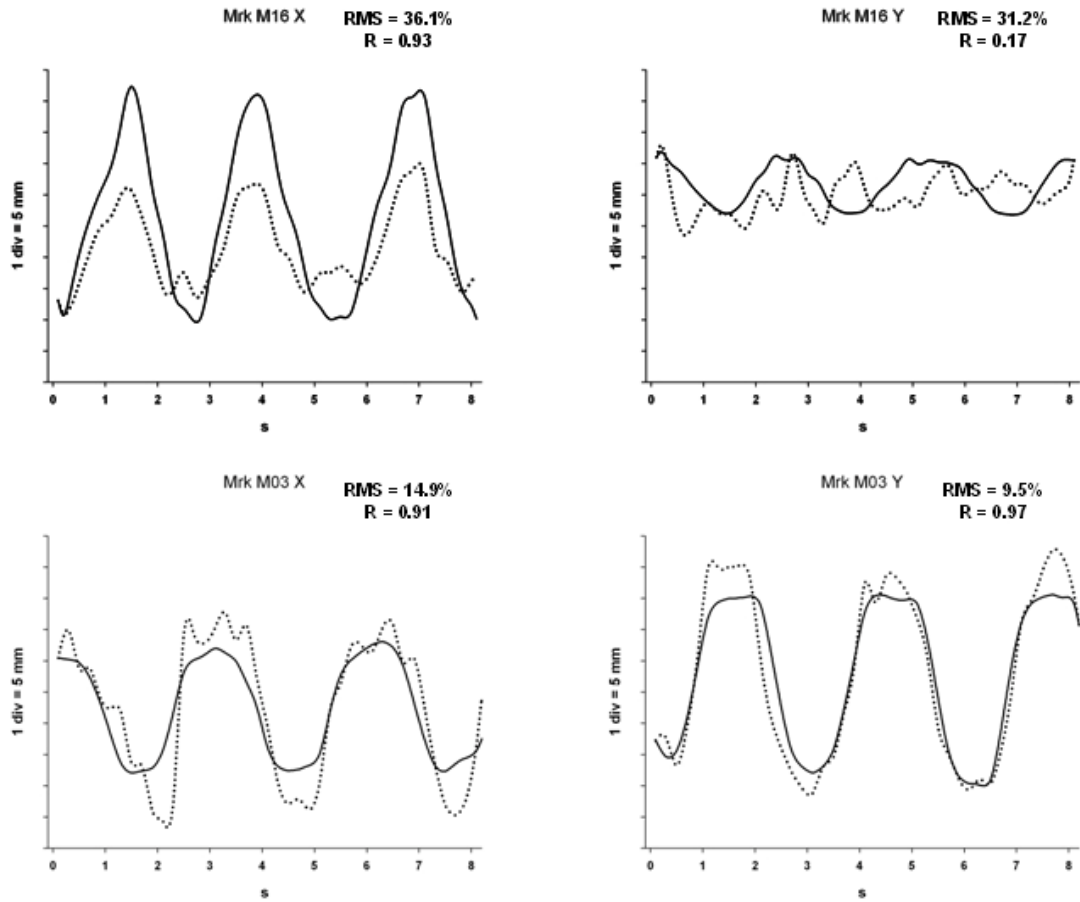 Mrk M16 X
RMS = 36.1%
R = 0.93
1 div = 5 mm
0 1 2 3 4 5 6 7 8
s
Mrk M16 Y
RMS = 31.2%
R = 0.17
1 div = 5 mm
0 1 2 3 4 5 6 7 8
s
Mrk M03 X
RMS = 14.9%
R = 0.91
1 div = 5 mm
0 1 2 3 4 5 6 7 8
s
Mrk M03 Y
RMS = 9.5%
R = 0.97
1 div = 5 mm
0 1 2 3 4 5 6 7 8
s